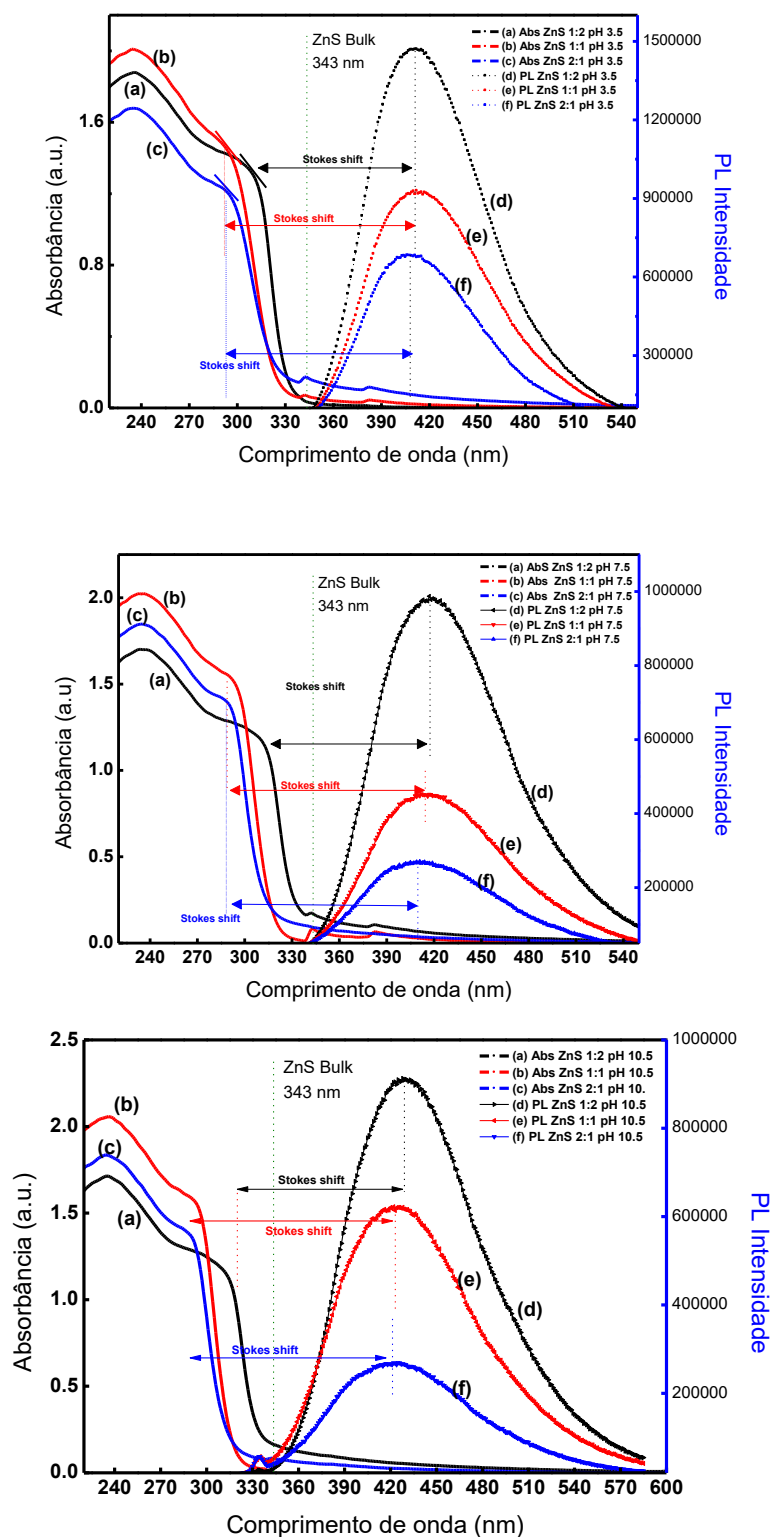 ZnS Bulk
343 nm
(a) Abs ZnS 1:2 pH 3.5
(b) Abs ZnS 1:1 pH 3.5
(c) Abs ZnS 2:1 pH 3.5
(d) PL ZnS 1:2 pH 3.5
(e) PL ZnS 1:1 pH 3.5
(f) PL ZnS 2:1 pH 3.5
(b)
(a)
(c)
Stokes shift
Stokes shift
Stokes shift
(d)
(e)
(f)
1.6
0.8
0.0
Absorbância (a.u.)
1500000
1200000
900000
600000
300000
PL Intensidade
240 270 300 330 360 390 420 450 480 510 540
Comprimento de onda (nm)
ZnS Bulk
343 nm
(a) AbS ZnS 1:2 pH 7.5
(b) Abs ZnS 1:1 pH 7.5
(c) Abs ZnS 2:1 pH 7.5
(d) PL ZnS 1:2 pH 7.5
(e) PL ZnS 1:1 pH 7.5
(f) PL ZnS 2:1 pH 7.5
(b)
(c)
(a)
Stokes shift
Stokes shift
Stokes shift
(d)
(e)
(f)
2.0
1.5
1.0
0.5
0.0
Absorbância (a.u)
1000000
800000
600000
400000
200000
PL Intensidade
240 270 300 330 360 390 420 450 480 510 540
Comprimento de onda (nm)
ZnS Bulk
343 nm
(a) Abs ZnS 1:2 pH 10.5
(b) Abs ZnS 1:1 pH 10.5
(c) Abs ZnS 2:1 pH 10.
(d) PL ZnS 1:2 pH 10.5
(e) PL ZnS 1:1 pH 10.5
(f) PL ZnS 2:1 pH 10.5
(b)
(c)
(a)
Stokes shift
Stokes shift
Stokes shift
(e)
(d)
(f)
2.5
2.0
1.5
1.0
0.5
0.0
Absorbância (a.u.)
1000000
800000
600000
400000
200000
PL Intensidade
240 270 300 330 360 390 420 450 480 510 540 570 600
Comprimento de onda (nm)